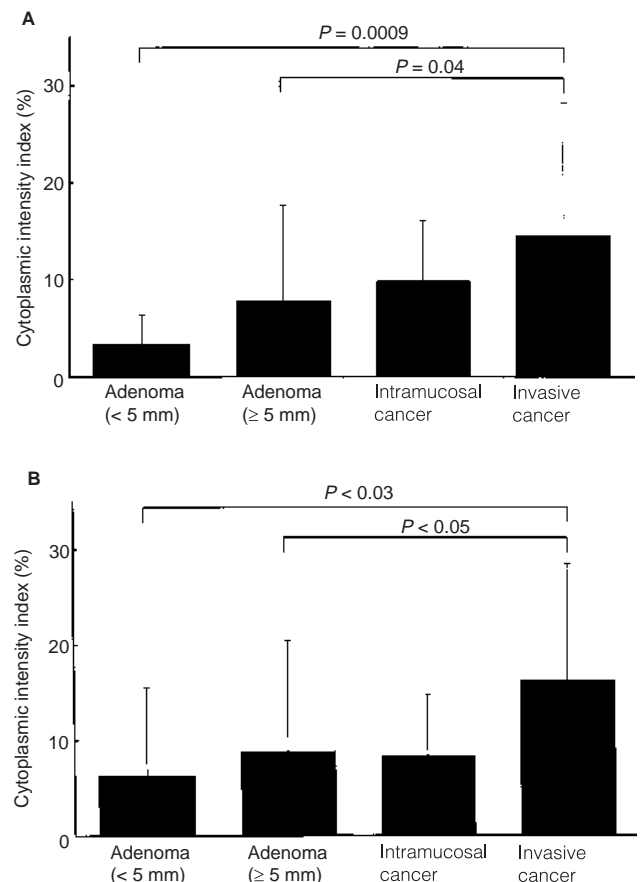 A
P = 0.0009
P = 0.04
Cytoplasmic intensity index (%)
30
20
10
0
Adenoma
(< 5 mm)
Adenoma
(≥ 5 mm)
Intramucosal
cancer
Invasive
cancer
B
P < 0.03
P < 0.05
Cytoplasmic intensity index (%)
30
20
10
0
Adenoma
(< 5 mm)
Adenoma
(≥ 5 mm)
Intramucosal
cancer
Invasive
cancer